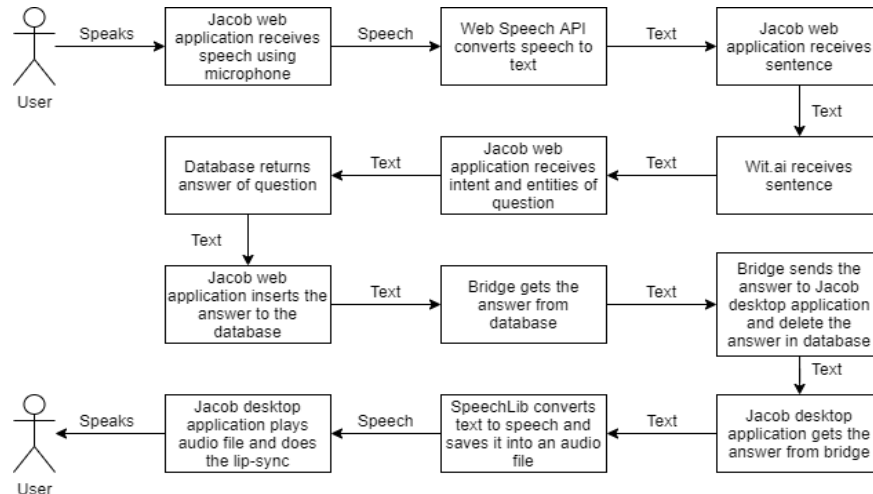 Speaks
Jacob web
application receives
speech using
microphone
Speech
Web Speech API
converts speech to
text
Text
Jacob web
application receives
sentence
User
Text
Wit.ai receives
sentence
Text
Jacob web
application receives
intent and entities of
question
Text
Database returns
answer of question
Text
Jacob web
application inserts the
answer to the
database
Text
Bridge gets the
answer from
database
Text
Bridge sends the
answer to Jacob
desktop application
and delete the
answer in database
Text
Jacob desktop
application gets the
answer from bridge
Text
SpeechLib converts
text to speech and
saves it into an audio
file
Speech
Jacob desktop
application plays
audio file and does
the lip-sync
Speaks
User